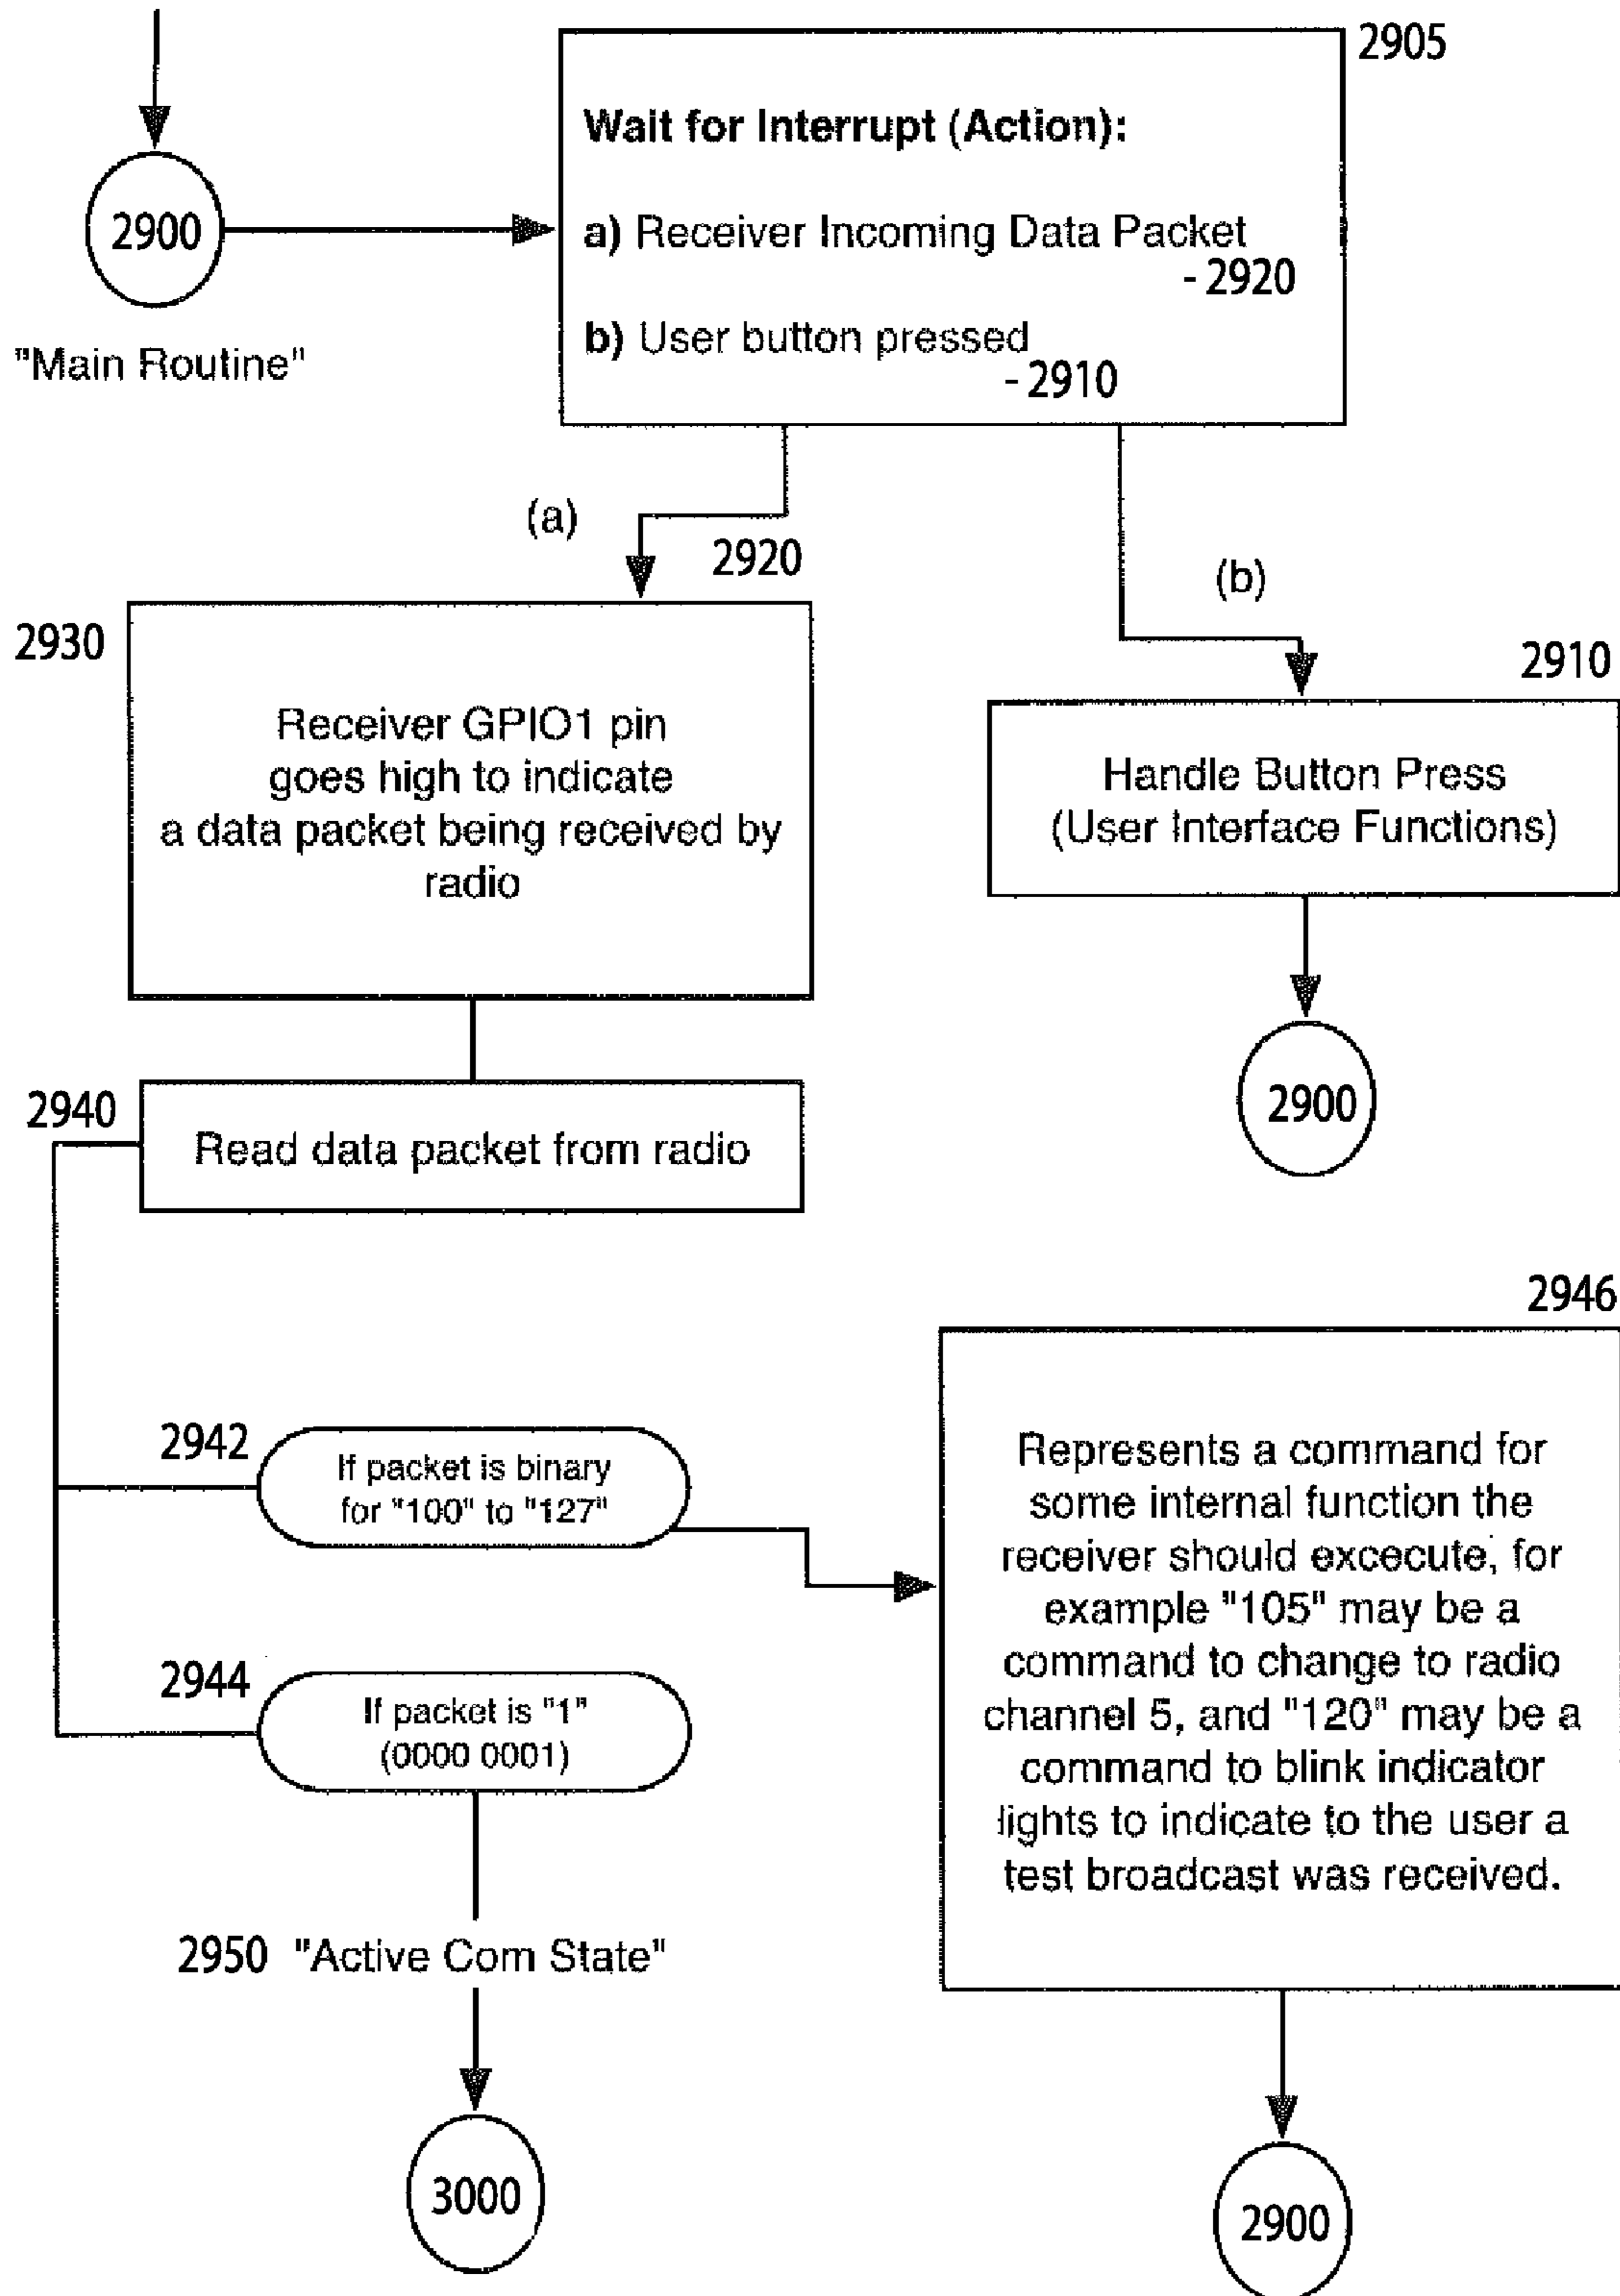 2905
Wait for Interrupt (Action):
a) Receiver Incoming Data Packet
- 2920
b) User button pressed
- 2910
2900
"Main Routine"
(a)
2920
(b)
2930
Receiver GPIO1 pin
goes high to indicate
a data packet being received by
radio
2910
Handle Button Press
(User Interface Functions)
2900
2940
Read data packet from radio
2942
If packet is binary
for "100" to "127"
2946
Represents a command for
some internal function the
receiver should excecute, for
example "105" may be a
command to change to radio
channel 5, and "120" may be a
command to blink indicator
lights to indicate to the user a
test broadcast was received.
2944
If packet is "1"
(0000 0001)
2950 "Active Com State"
3000
2900